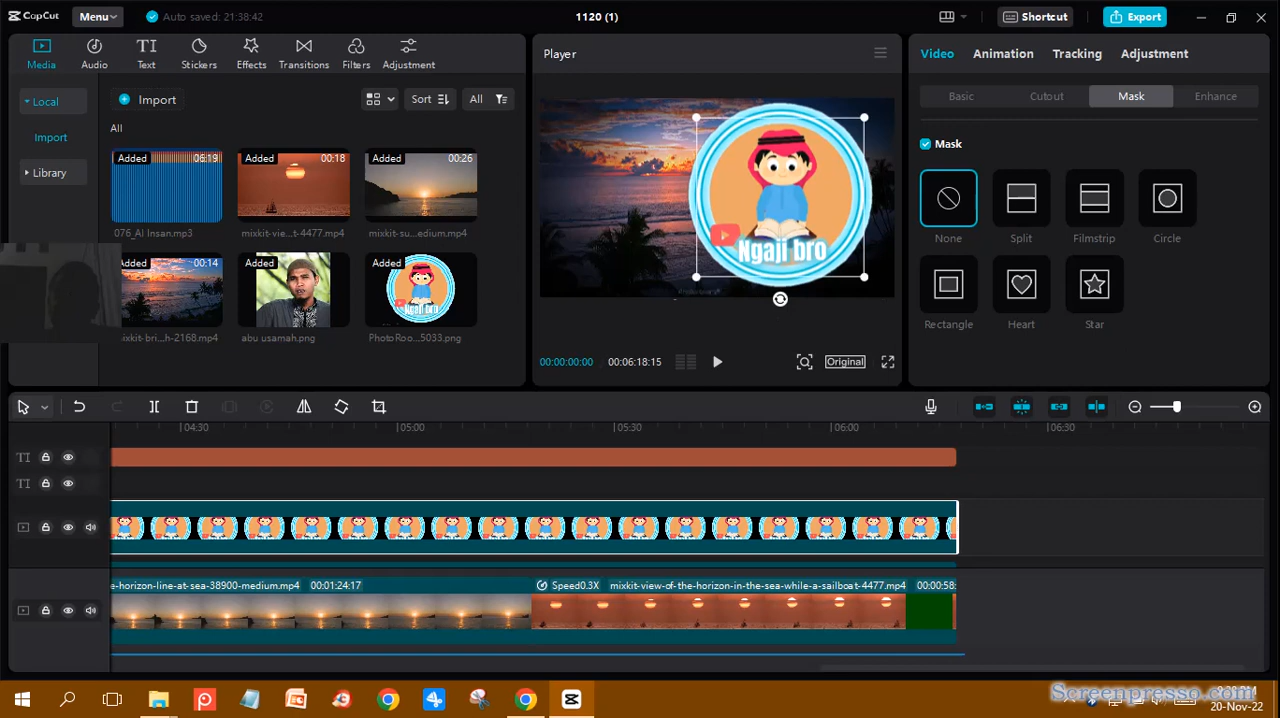 CapCut
Menu
Auto saved: 21:38:42
1120 (1)
Shortcut
Export
Media
Audio
Text
Stickers
Effects
Transitions
Filters
Adjustment
Local
Import
Library
Import
Sort
All
All
Added
06:19
076_Al Insan.mp3
Added
00:18
mixkit-vie...t-4477.mp4
Added
00:26
mixkit-su...edium.mp4
Added
00:14
mixkit-bri...h-2168.mp4
Added
abu usamah.png
Added
Ngaji bro
PhotoRoo...5033.png
Player
Ngaji bro
00:00:00:00
00:06:18:15
Original
Video
Animation
Tracking
Adjustment
Basic
Cutout
Mask
Enhance
Mask
None
Split
Filmstrip
Circle
Rectangle
Heart
Star
04:30
05:00
05:30
06:00
06:30
TI
TI
e-horizon-line-at-sea-38900-medium.mp4 00:01:24:17
Speed0.3X mixkit-view-of-the-horizon-in-the-sea-while-a-sailboat-4477.mp4 00:00:58:
Screenpresso.com
20-Nov-22